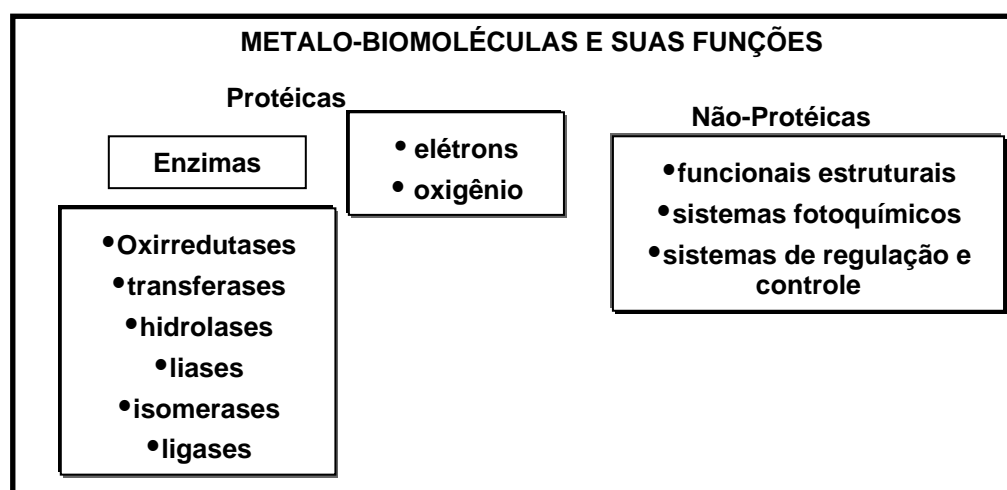 METALO-BIOMOLÉCULAS E SUAS FUNÇÕES
Protéicas
Enzimas
•Oxirredutases
•transferases
•hidrolases
•liases
•isomerases
•ligases
• elétrons
• oxigênio
Não-Protéicas
•funcionais estruturais
•sistemas fotoquímicos
•sistemas de regulação e
controle